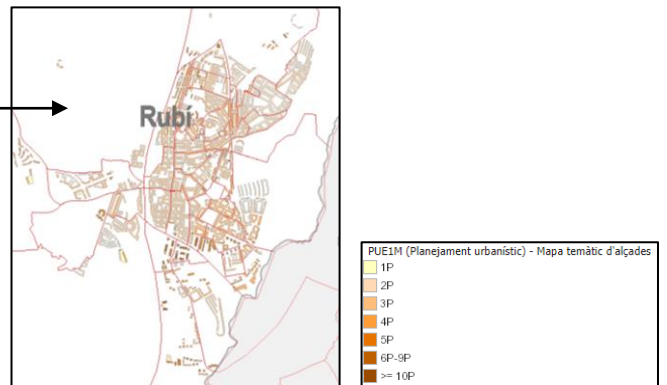 Rubí
PUE1M (Planejament urbanístic) - Mapa temàtic d'alçades
1P
2P
3P
4P
5P
6P-9P
>= 10P